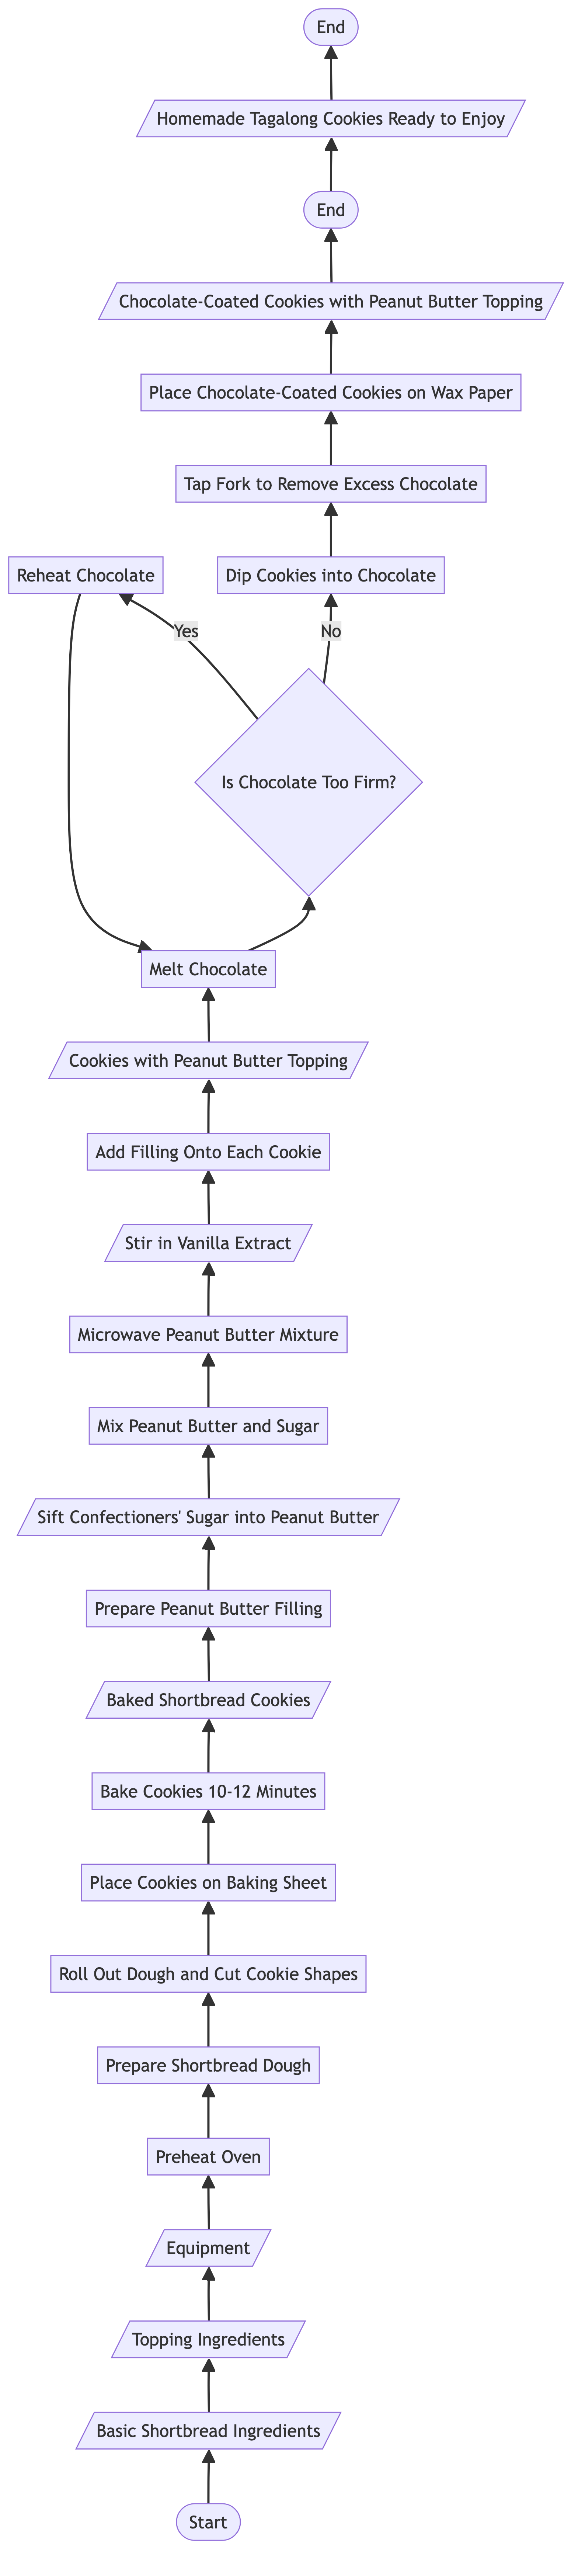 End
Homemade Tagalong Cookies Ready to Enjoy
End
Chocolate-Coated Cookies with Peanut Butter Topping
Place Chocolate-Coated Cookies on Wax Paper
Tap Fork to Remove Excess Chocolate
Reheat Chocolate
Dip Cookies into Chocolate
Yes
No
Is Chocolate Too Firm?
Melt Chocolate
Cookies with Peanut Butter Topping
Add Filling Onto Each Cookie
Stir in Vanilla Extract
Microwave Peanut Butter Mixture
Mix Peanut Butter and Sugar
Sift Confectioners' Sugar into Peanut Butter
Prepare Peanut Butter Filling
Baked Shortbread Cookies
Bake Cookies 10-12 Minutes
Place Cookies on Baking Sheet
Roll Out Dough and Cut Cookie Shapes
Prepare Shortbread Dough
Preheat Oven
Equipment
Topping Ingredients
Basic Shortbread Ingredients
Start